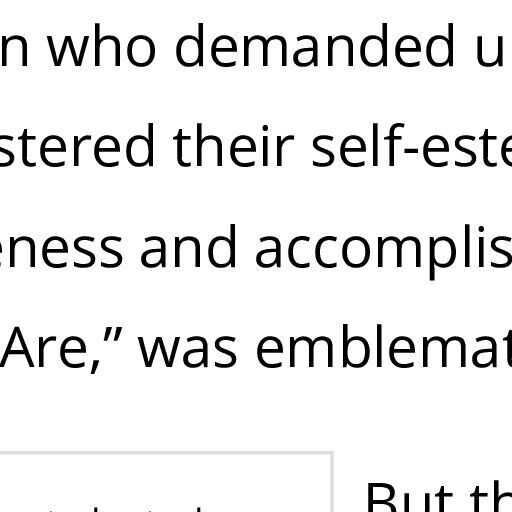 n who demanded u
stered their self-este
eness and accomplis
Are,” was emblemat
But th